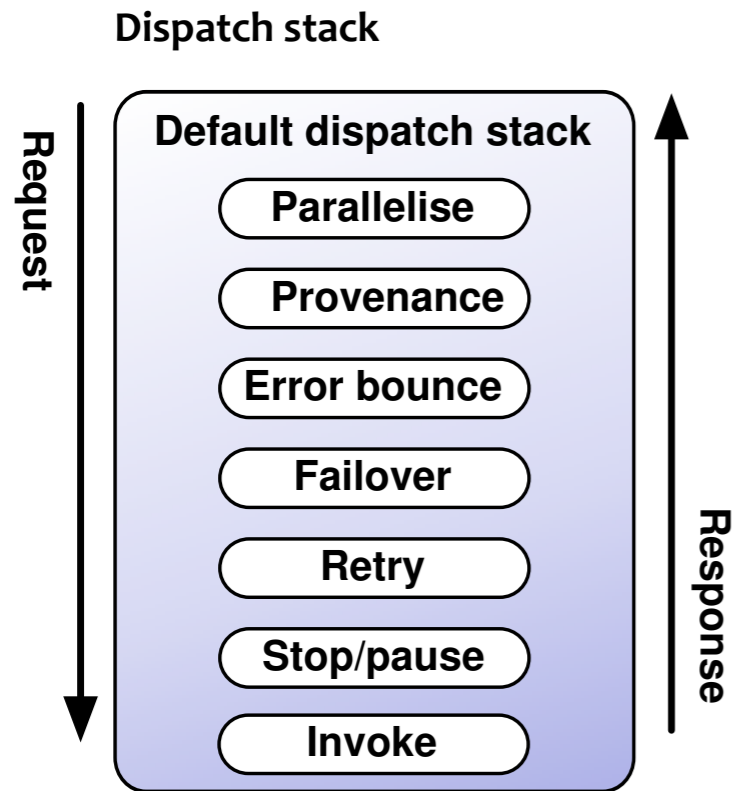 Dispatch stack
Default dispatch stack
Request
Parallelise
Provenance
Error bounce
Failover
Retry
Stop/pause
Invoke
Response